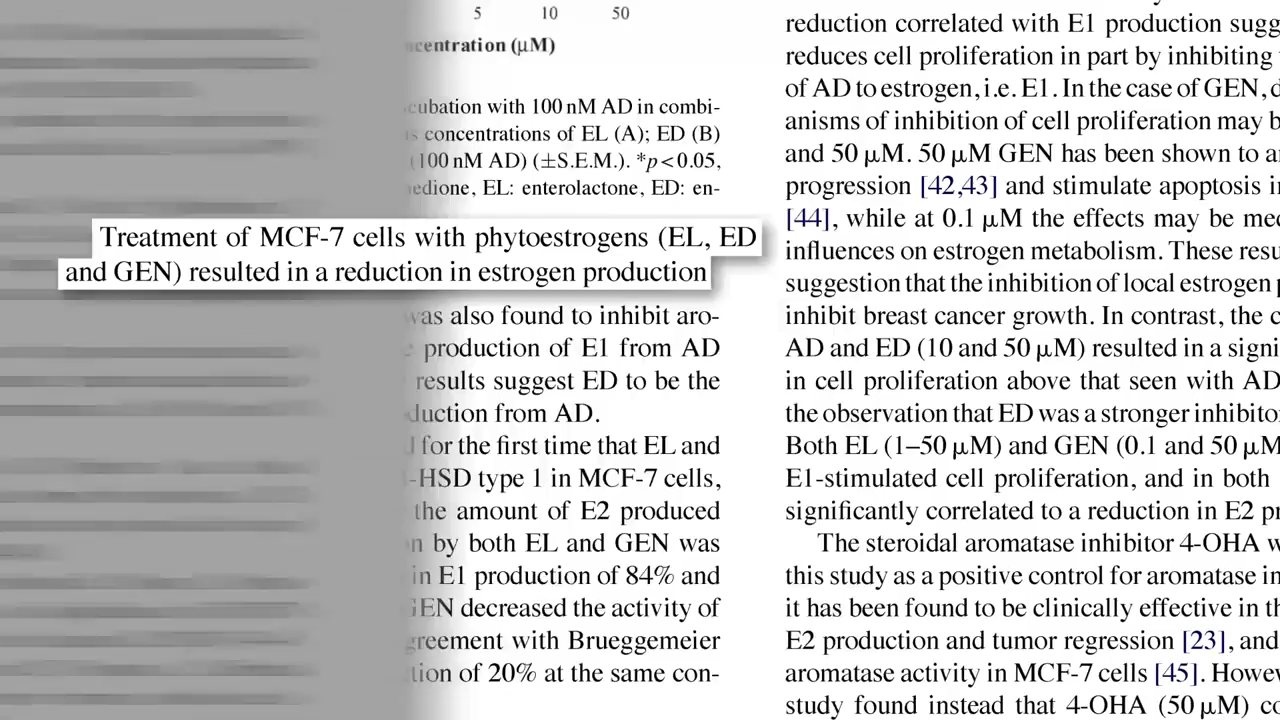 5 10 50
centration (µM)
cubation with 100 nM AD in combi-
concentrations of EL (A); ED (B)
(100 nM AD) (±S.E.M.). *p < 0.05,
EL: enterolactone, ED: en-
Treatment of MCF-7 cells with phytoestrogens (EL, ED
and GEN) resulted in a reduction in estrogen production
was also found to inhibit aro-
production of E1 from AD
results suggest ED to be the
duction from AD.
for the first time that EL and
-HSD type 1 in MCF-7 cells,
the amount of E2 produced
by both EL and GEN was
in E1 production of 84% and
GEN decreased the activity of
greement with Brueggemeier
tion of 20% at the same con-
reduction correlated with E1 production sugg
reduces cell proliferation in part by inhibiting
of AD to estrogen, i.e. E1. In the case of GEN, d
anisms of inhibition of cell proliferation may b
and 50 µM. 50 µM GEN has been shown to a
progression [42,43] and stimulate apoptosis i
[44], while at 0.1 µM the effects may be me
influences on estrogen metabolism. These resu
suggestion that the inhibition of local estrogen p
inhibit breast cancer growth. In contrast, the c
AD and ED (10 and 50 µM) resulted in a signi
in cell proliferation above that seen with AD
the observation that ED was a stronger inhibito
Both EL (1–50 µM) and GEN (0.1 and 50 µM
E1-stimulated cell proliferation, and in both
significantly correlated to a reduction in E2 p
The steroidal aromatase inhibitor 4-OHA w
this study as a positive control for aromatase in
it has been found to be clinically effective in th
E2 production and tumor regression [23], and
aromatase activity in MCF-7 cells [45]. Howev
study found instead that 4-OHA (50 µM) co